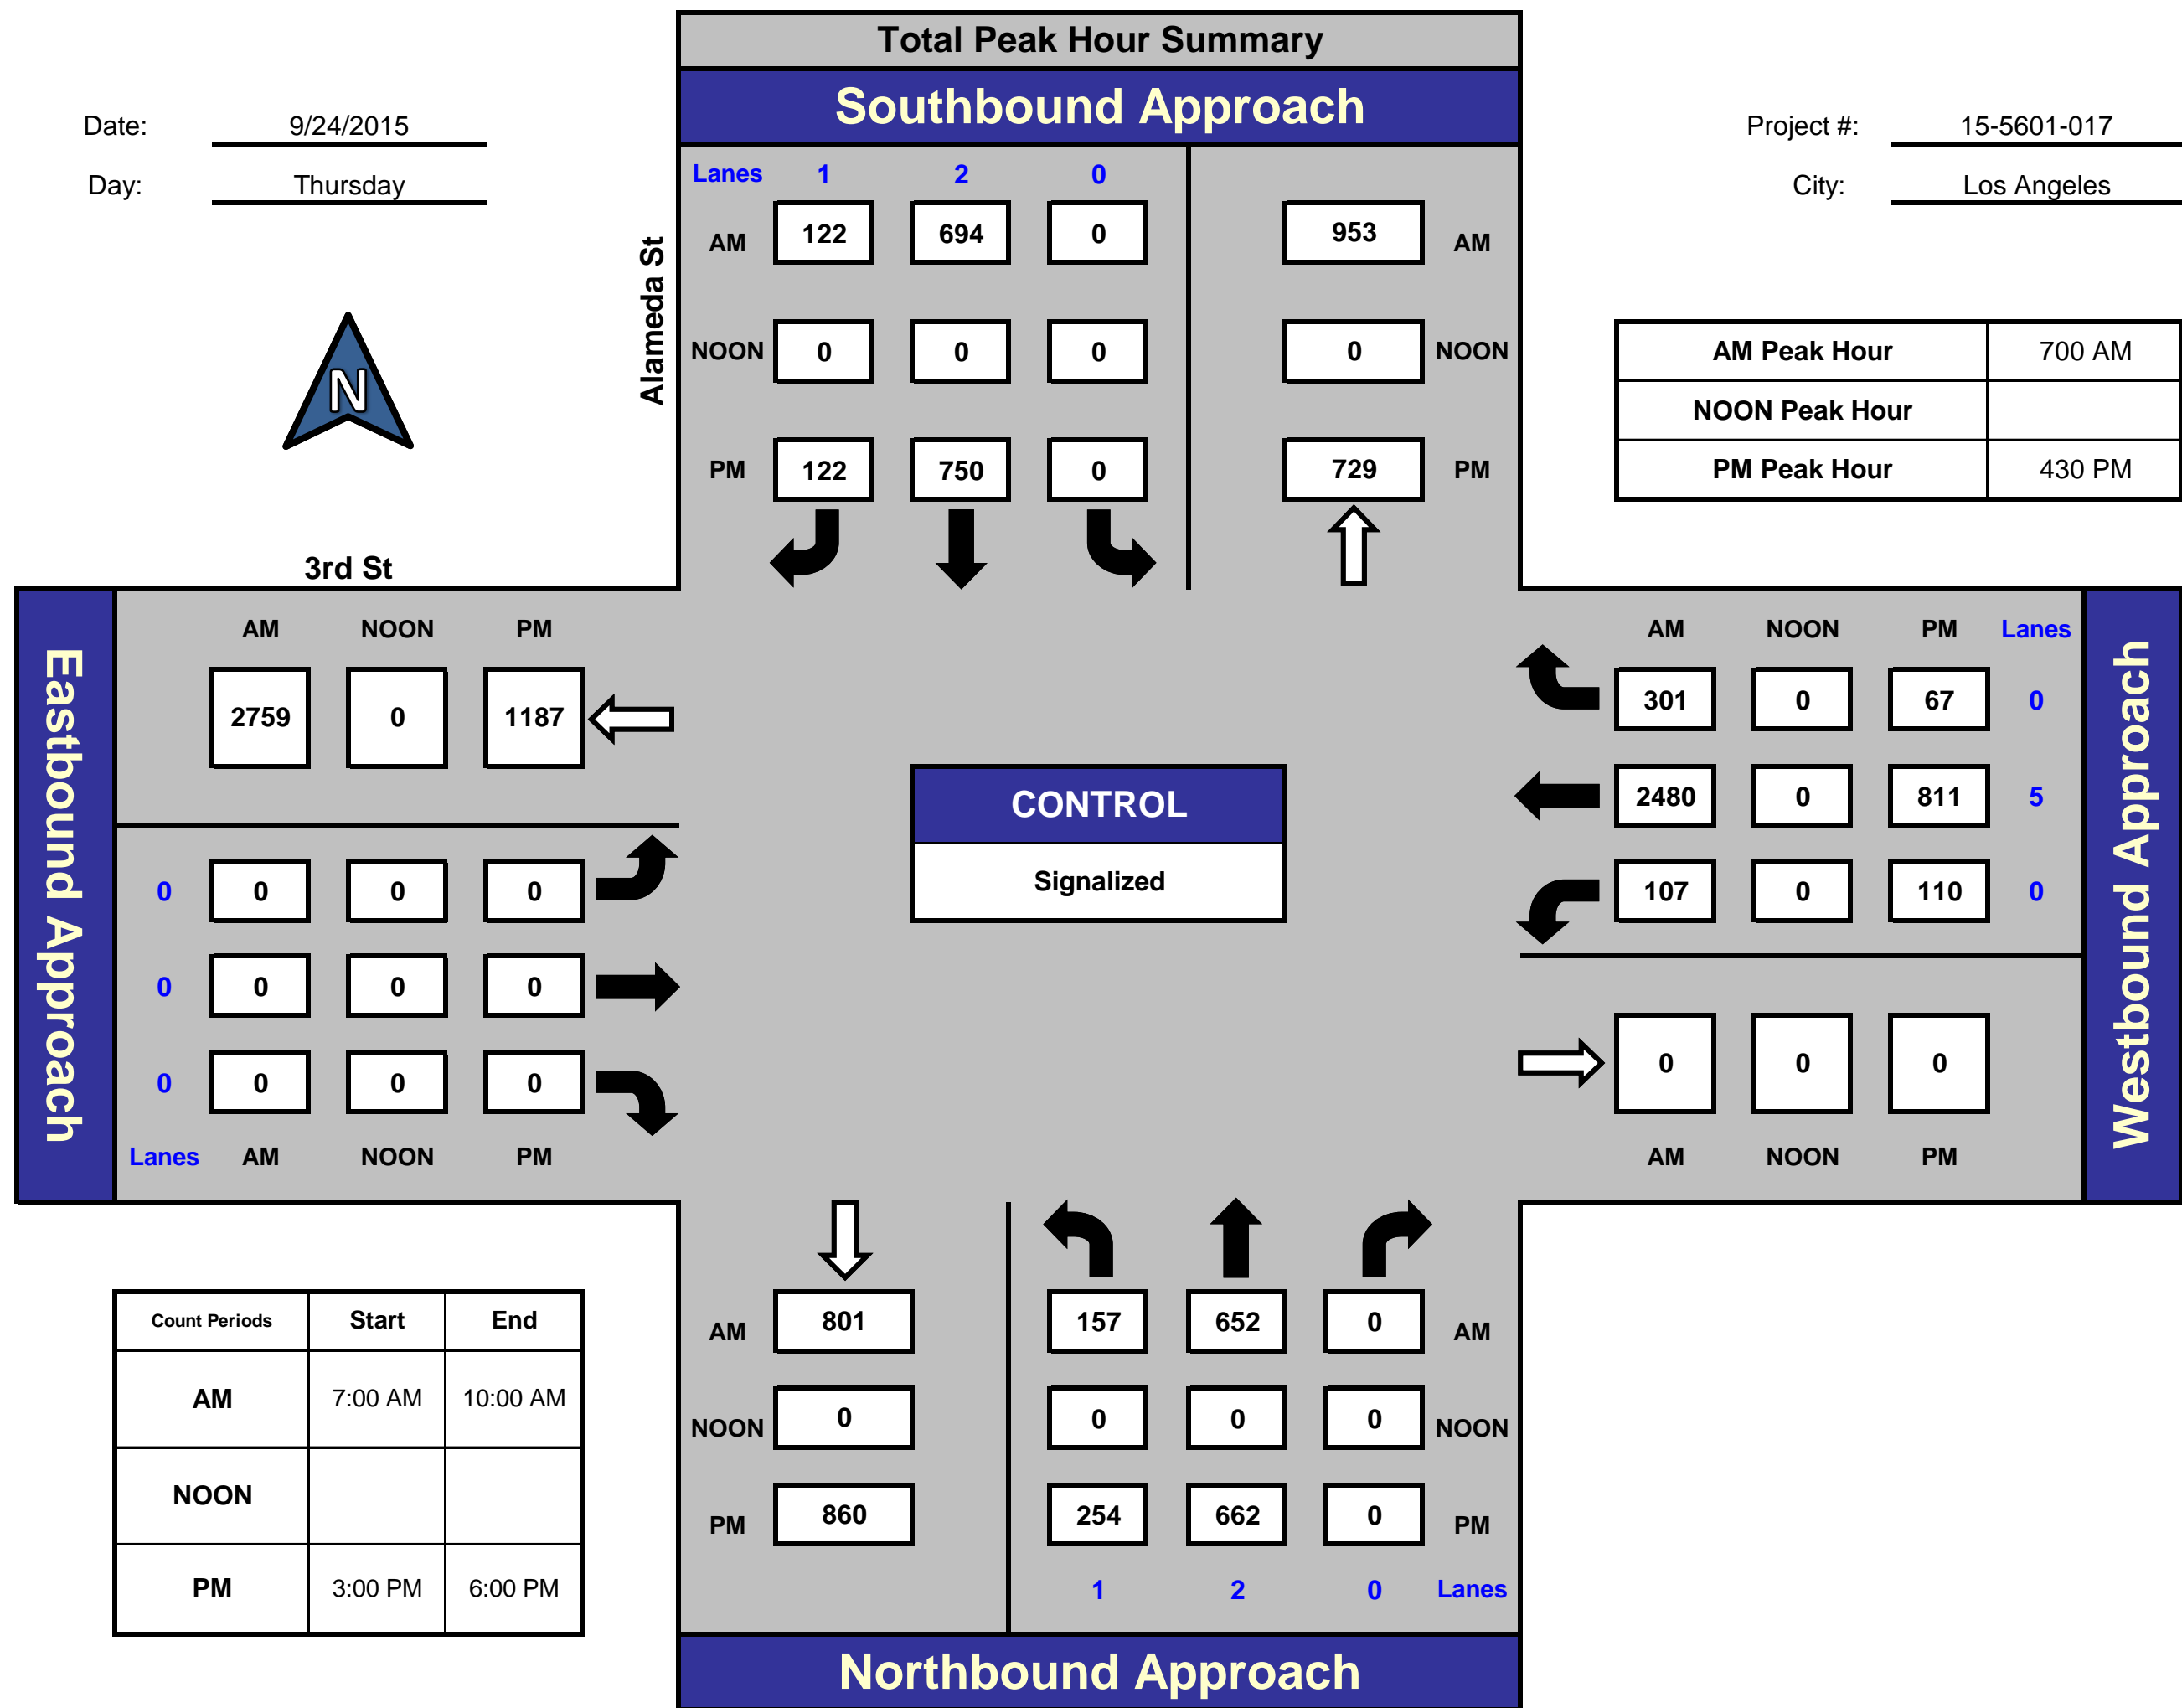 Total Peak Hour Summary
Southbound Approach
Date: 9/24/2015
Day: Thursday
Project #: 15-5601-017
City: Los Angeles
N
Alameda St
Lanes 1 2 0
AM 122 694 0 953 AM
NOON 0 0 0 0 NOON
PM 122 750 0 729 PM
AM Peak Hour 700 AM
NOON Peak Hour
PM Peak Hour 430 PM
3rd St
Eastbound Approach
AM NOON PM
2759 0 1187
0 0 0 0
0 0 0 0
0 0 0 0
Lanes AM NOON PM
CONTROL
Signalized
AM NOON PM Lanes
301 0 67 0
2480 0 811 5
107 0 110 0
0 0 0
AM NOON PM
Westbound Approach
Count Periods Start End
AM 7:00 AM 10:00 AM
NOON
PM 3:00 PM 6:00 PM
AM 801 157 652 0 AM
NOON 0 0 0 0 NOON
PM 860 254 662 0 PM
1 2 0 Lanes
Northbound Approach